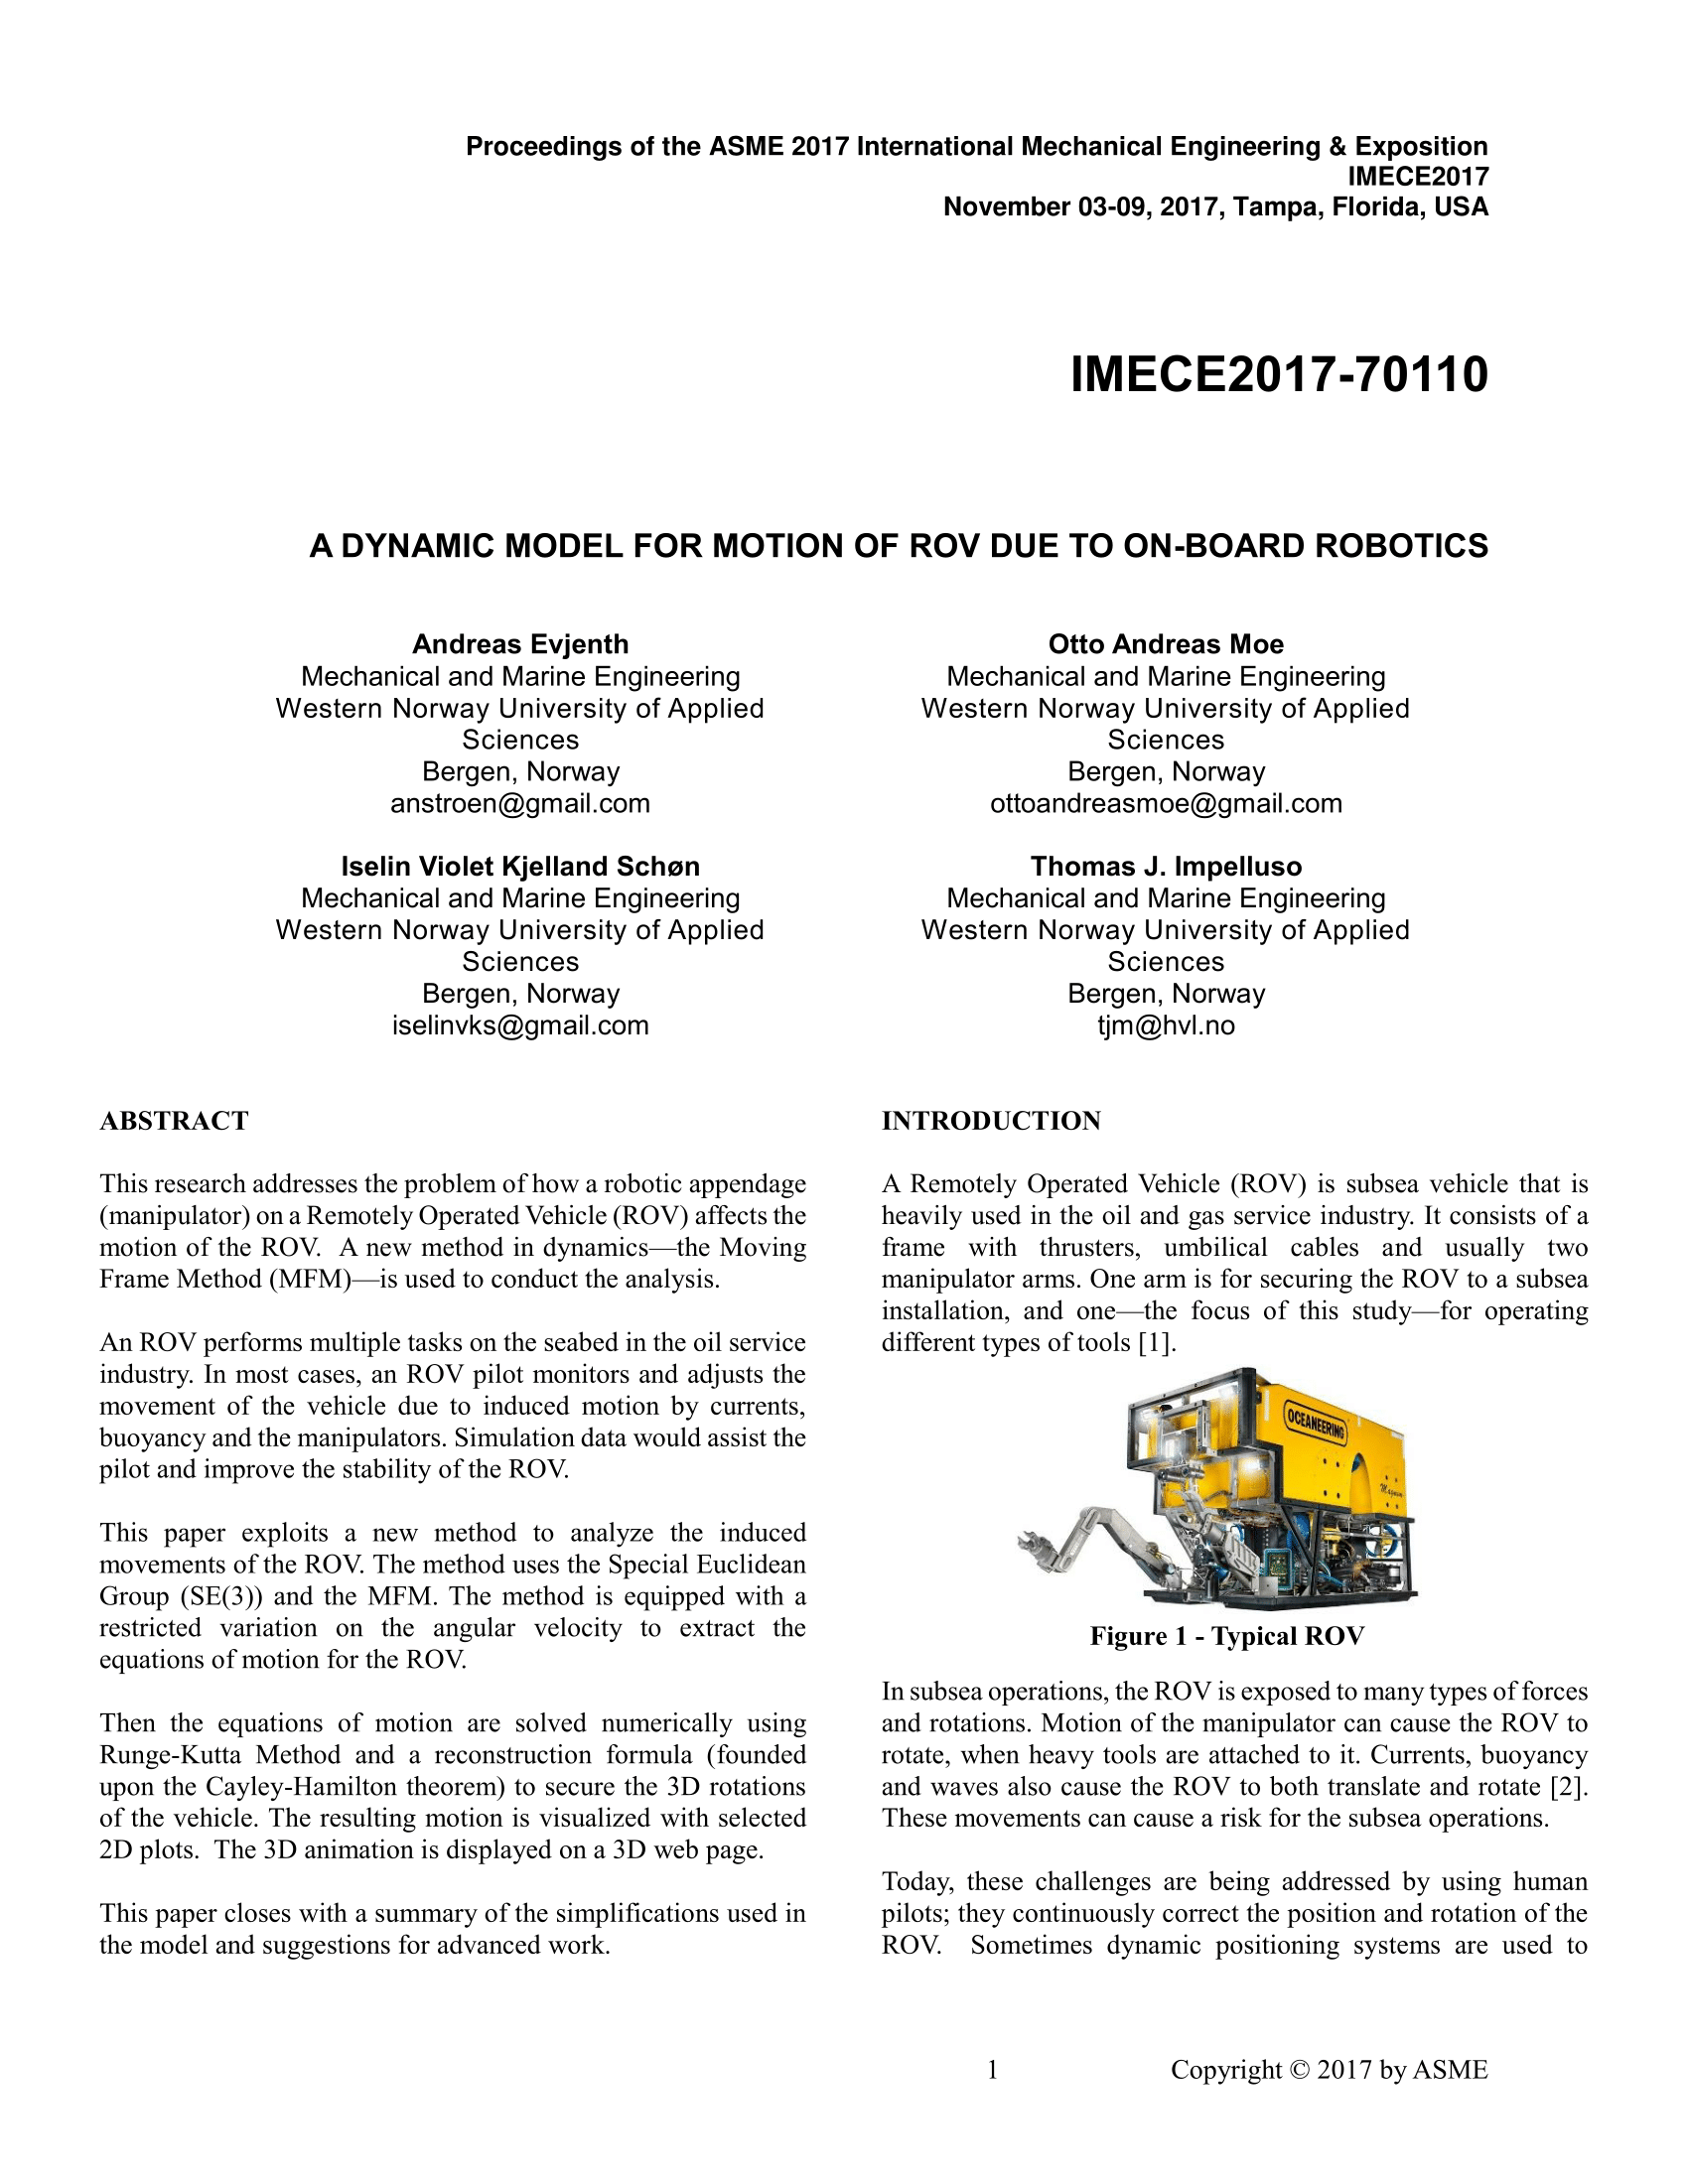 Proceedings of the ASME 2017 International Mechanical Engineering & Exposition
IMECE2017
November 03-09, 2017, Tampa, Florida, USA
IMECE2017-70110
A DYNAMIC MODEL FOR MOTION OF ROV DUE TO ON-BOARD ROBOTICS
Andreas Evjenth
Mechanical and Marine Engineering
Western Norway University of Applied
Sciences
Bergen, Norway
anstroen@gmail.com
Otto Andreas Moe
Mechanical and Marine Engineering
Western Norway University of Applied
Sciences
Bergen, Norway
ottoandreasmoe@gmail.com
Iselin Violet Kjelland Schøn
Mechanical and Marine Engineering
Western Norway University of Applied
Sciences
Bergen, Norway
iselinvks@gmail.com
Thomas J. Impelluso
Mechanical and Marine Engineering
Western Norway University of Applied
Sciences
Bergen, Norway
tjm@hvl.no
ABSTRACT
This research addresses the problem of how a robotic appendage
(manipulator) on a Remotely Operated Vehicle (ROV) affects the
motion of the ROV.  A new method in dynamics—the Moving
Frame Method (MFM)—is used to conduct the analysis.
An ROV performs multiple tasks on the seabed in the oil service
industry. In most cases, an ROV pilot monitors and adjusts the
movement of the vehicle due to induced motion by currents,
buoyancy and the manipulators. Simulation data would assist the
pilot and improve the stability of the ROV.
This paper exploits a new method to analyze the induced
movements of the ROV. The method uses the Special Euclidean
Group (SE(3)) and the MFM. The method is equipped with a
restricted variation on the angular velocity to extract the
equations of motion for the ROV.
Then the equations of motion are solved numerically using
Runge-Kutta Method and a reconstruction formula (founded
upon the Cayley-Hamilton theorem) to secure the 3D rotations
of the vehicle. The resulting motion is visualized with selected
2D plots.  The 3D animation is displayed on a 3D web page.
This paper closes with a summary of the simplifications used in
the model and suggestions for advanced work.
INTRODUCTION
A Remotely Operated Vehicle (ROV) is subsea vehicle that is
heavily used in the oil and gas service industry. It consists of a
frame with thrusters, umbilical cables and usually two
manipulator arms. One arm is for securing the ROV to a subsea
installation, and one—the focus of this study—for operating
different types of tools [1].
OCEANEERING
Magnum
Figure 1 - Typical ROV
In subsea operations, the ROV is exposed to many types of forces
and rotations. Motion of the manipulator can cause the ROV to
rotate, when heavy tools are attached to it. Currents, buoyancy
and waves also cause the ROV to both translate and rotate [2].
These movements can cause a risk for the subsea operations.
Today, these challenges are being addressed by using human
pilots; they continuously correct the position and rotation of the
ROV.  Sometimes dynamic positioning systems are used to
1
Copyright © 2017 by ASME